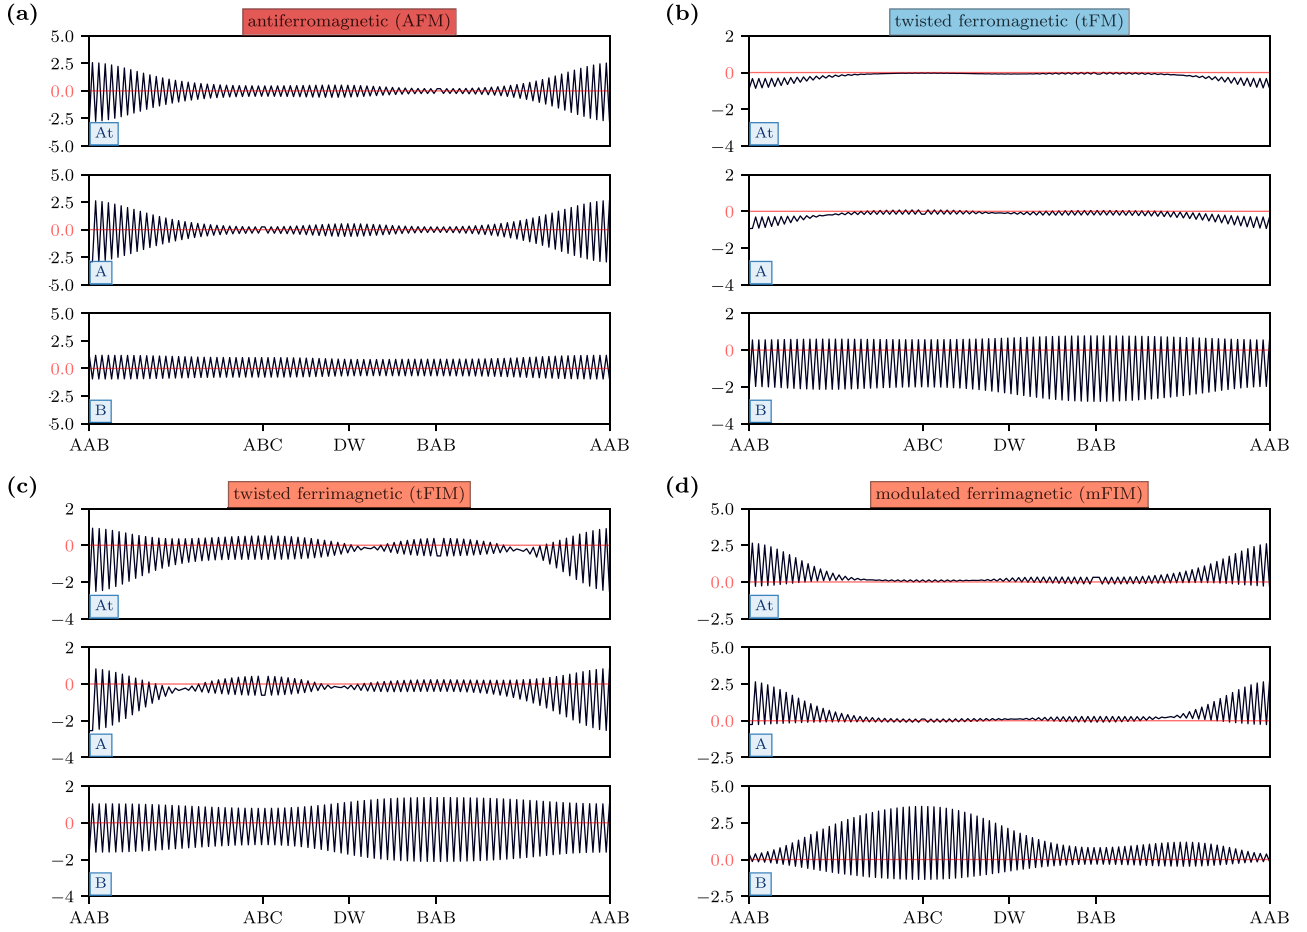 (a)
antiferromagnetic (AFM)
5.0
2.5
0.0
-2.5
-5.0
At
5.0
2.5
0.0
-2.5
-5.0
A
5.0
2.5
0.0
-2.5
-5.0
B
AAB ABC DW BAB AAB
(b)
twisted ferromagnetic (tFM)
2
0
−2
−4
At
2
0
−2
−4
A
2
0
−2
−4
B
AAB ABC DW BAB AAB
(c)
twisted ferrimagnetic (tFIM)
2
0
−2
−4
At
2
0
−2
−4
A
2
0
−2
−4
B
AAB ABC DW BAB AAB
(d)
modulated ferrimagnetic (mFIM)
5.0
2.5
0.0
−2.5
At
5.0
2.5
0.0
−2.5
A
5.0
2.5
0.0
−2.5
B
AAB ABC DW BAB AAB